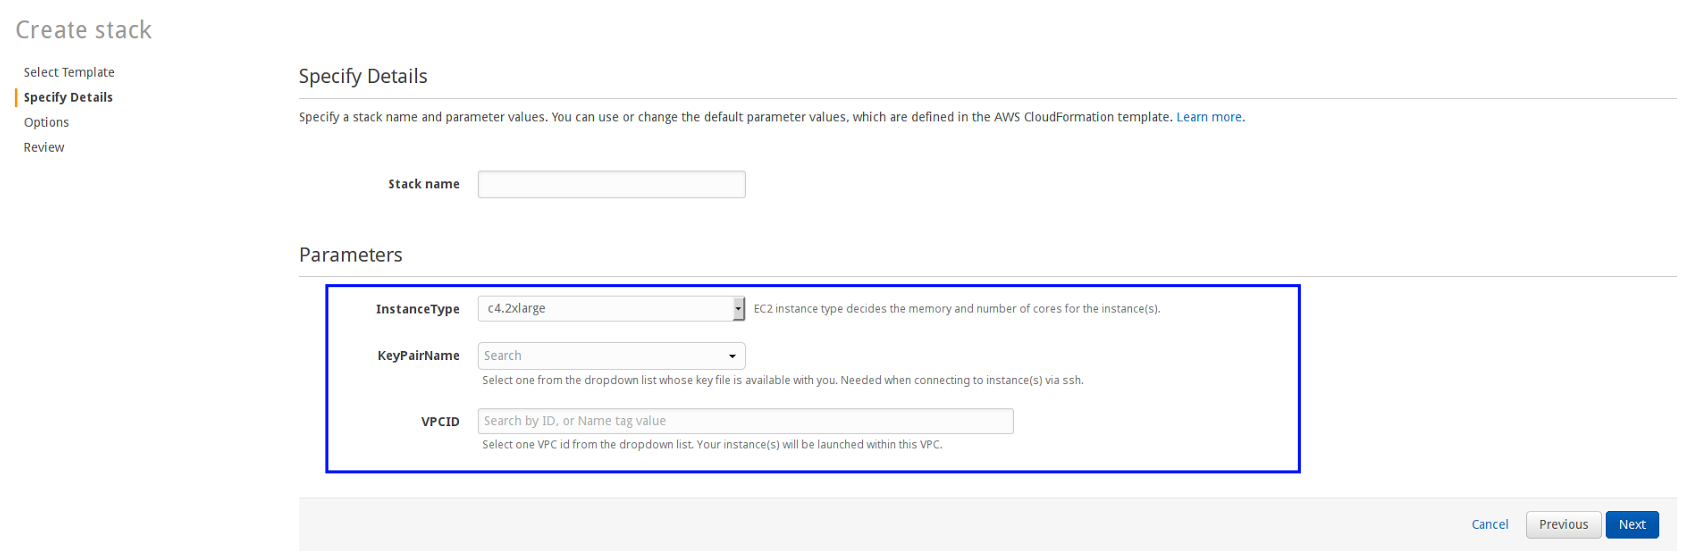 Create stack
Select Template
Specify Details
Options
Review
Specify Details
Specify a stack name and parameter values. You can use or change the default parameter values, which are defined in the AWS CloudFormation template. Learn more.
Stack name
Parameters
InstanceType c4.2xlarge EC2 instance type decides the memory and number of cores for the instance(s).
KeyPairName Search
Select one from the dropdown list whose key file is available with you. Needed when connecting to instance(s) via ssh.
VPCID Search by ID, or Name tag value
Select one VPC id from the dropdown list. Your instance(s) will be launched within this VPC.
Cancel Previous Next